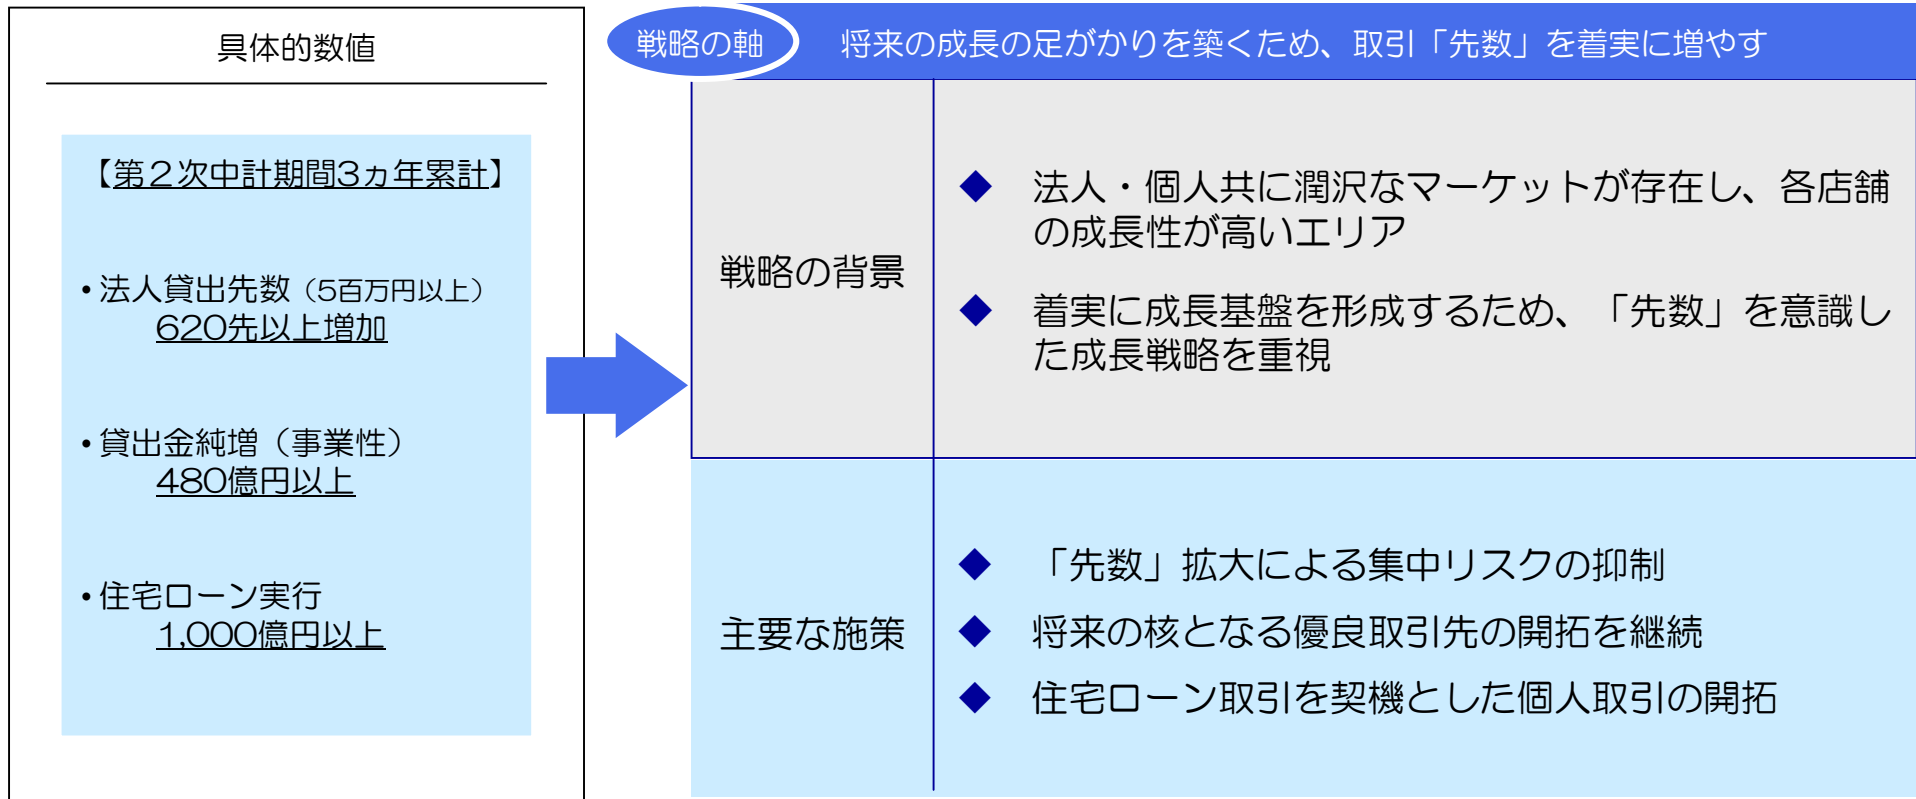 具体的数値
【第２次中計期間3ヵ年累計】
・法人貸出先数（5百万円以上）
620先以上増加
・貸出金純増（事業性）
480億円以上
・住宅ローン実行
1,000億円以上
戦略の軸
将来の成長の足がかりを築くため、取引「先数」を着実に増やす
戦略の背景
◆ 法人・個人共に潤沢なマーケットが存在し、各店舗
の成長性が高いエリア
◆ 着実に成長基盤を形成するため、「先数」を意識し
た成長戦略を重視
主要な施策
◆ 「先数」拡大による集中リスクの抑制
◆ 将来の核となる優良取引先の開拓を継続
◆ 住宅ローン取引を契機とした個人取引の開拓